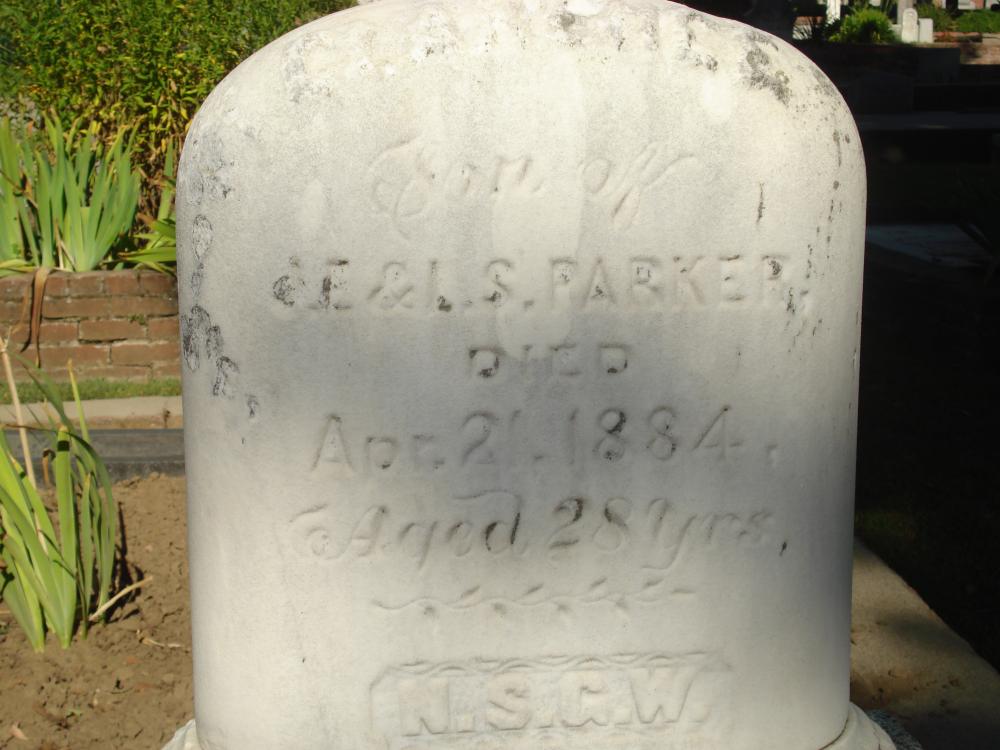 Son of
& L. S. PARKER,
DIED
Apr. 21. 1884.
Aged 28 yrs.
N.S.G.W.